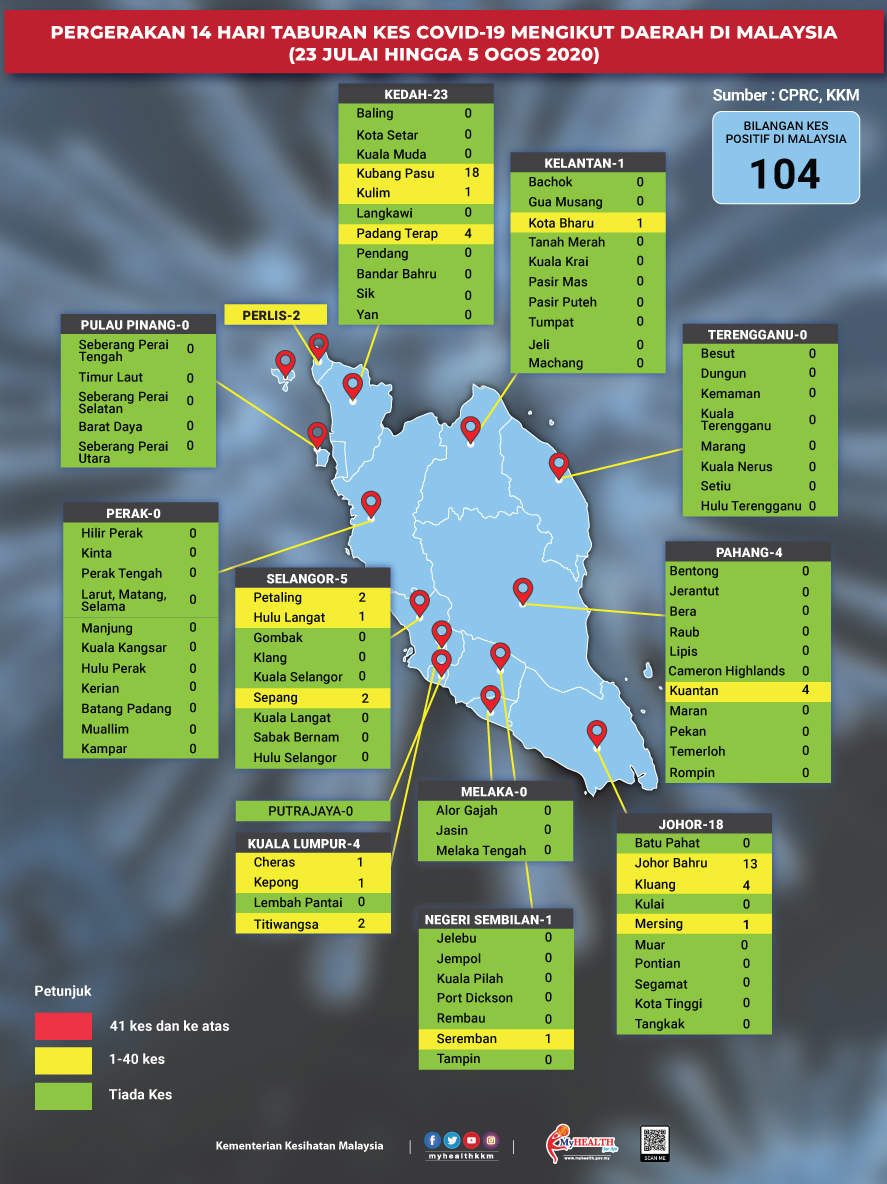 PERGERAKAN 14 HARI TABURAN KES COVID-19 MENGIKUT DAERAH DI MALAYSIA
(23 JULAI HINGGA 5 OGOS 2020)
Sumber : CPRC, KKM
BILANGAN KES
POSITIF DI MALAYSIA
104
KEDAH-23
Baling 0
Kota Setar 0
Kuala Muda 0
Kubang Pasu 18
Kulim 1
Langkawi 0
Padang Terap 4
Pendang 0
Bandar Bahru 0
Sik 0
Yan 0
KELANTAN-1
Bachok 0
Gua Musang 0
Kota Bharu 1
Tanah Merah 0
Kuala Krai 0
Pasir Mas 0
Pasir Puteh 0
Tumpat 0
Jeli 0
Machang 0
PERLIS-2
PULAU PINANG-0
Seberang Perai
Tengah 0
Timur Laut 0
Seberang Perai
Selatan 0
Barat Daya 0
Seberang Perai
Utara 0
TERENGGANU-0
Besut 0
Dungun 0
Kemaman 0
Kuala
Terengganu 0
Marang 0
Kuala Nerus 0
Setiu 0
Hulu Terengganu 0
PERAK-0
Hilir Perak 0
Kinta 0
Perak Tengah 0
Larut, Matang,
Selama 0
Manjung 0
Kuala Kangsar 0
Hulu Perak 0
Kerian 0
Batang Padang 0
Muallim 0
Kampar 0
SELANGOR-5
Petaling 2
Hulu Langat 1
Gombak 0
Klang 0
Kuala Selangor 0
Sepang 2
Kuala Langat 0
Sabak Bernam 0
Hulu Selangor 0
PAHANG-4
Bentong 0
Jerantut 0
Bera 0
Raub 0
Lipis 0
Cameron Highlands 0
Kuantan 4
Maran 0
Pekan 0
Temerloh 0
Rompin 0
PUTRAJAYA-0
KUALA LUMPUR-4
Cheras 1
Kepong 1
Lembah Pantai 0
Titiwangsa 2
MELAKA-0
Alor Gajah 0
Jasin 0
Melaka Tengah 0
NEGERI SEMBILAN-1
Jelebu 0
Jempol 0
Kuala Pilah 0
Port Dickson 0
Rembau 0
Seremban 1
Tampin 0
JOHOR-18
Batu Pahat 0
Johor Bahru 13
Kluang 4
Kulai 0
Mersing 1
Muar 0
Pontian 0
Segamat 0
Kota Tinggi 0
Tangkak 0
Petunjuk
41 kes dan ke atas
1-40 kes
Tiada Kes
Kementerian Kesihatan Malaysia
myhealthkkm
MyHEALTH
for life
www.myhealth.gov.my
SCAN ME